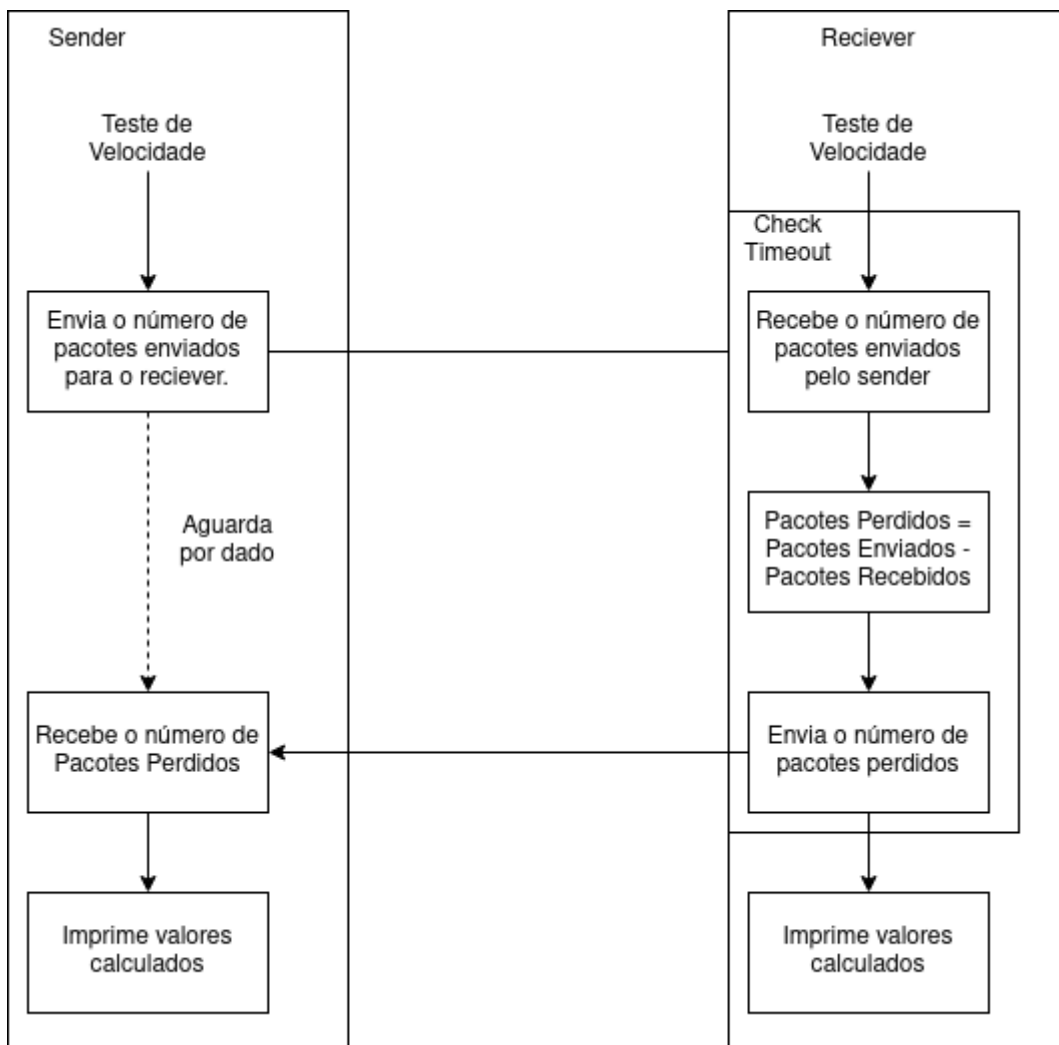 Sender
Teste de
Velocidade
Envia o número de
pacotes enviados
para o reciever.
Aguarda
por dado
Recebe o número de
Pacotes Perdidos
Imprime valores
calculados
Reciever
Teste de
Velocidade
Check
Timeout
Recebe o número de
pacotes enviados
pelo sender
Pacotes Perdidos =
Pacotes Enviados -
Pacotes Recebidos
Envia o número de
pacotes perdidos
Imprime valores
calculados